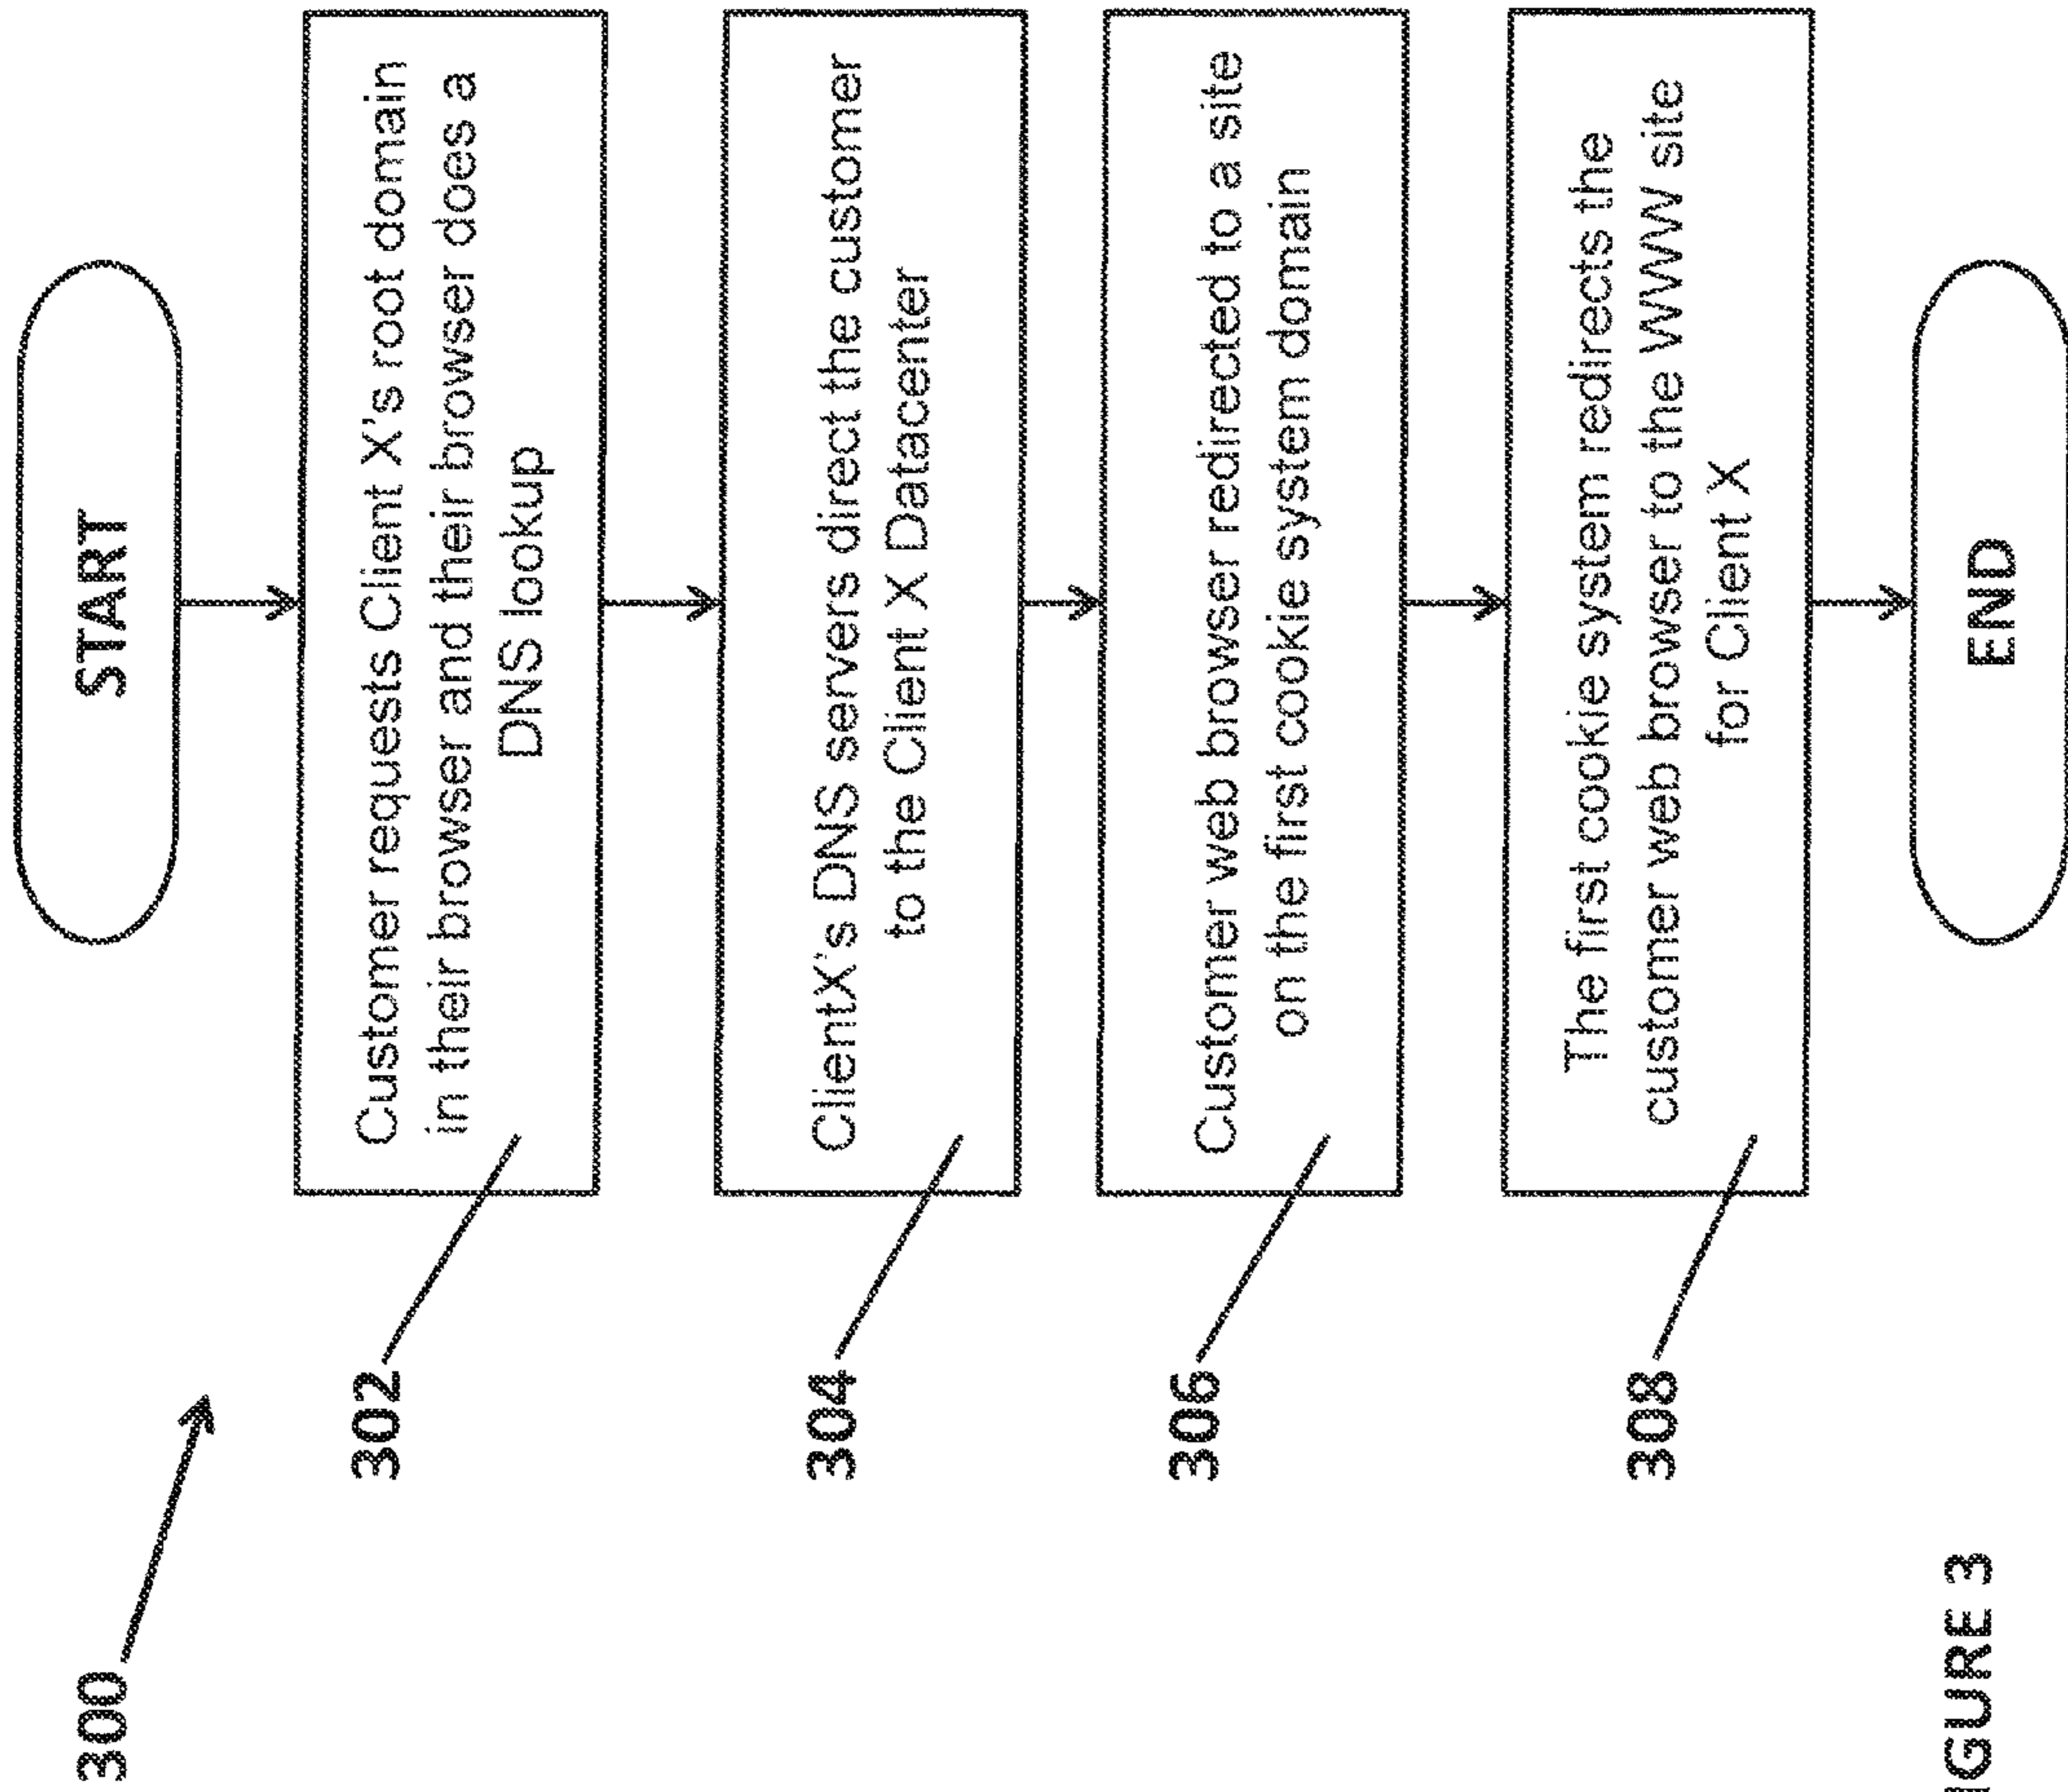 300
START
302
Customer requests Client X's root domain
in their browser and their browser does a
DNS lookup
304
ClientX's DNS servers direct the customer
to the Client X Datacenter
306
Customer web browser redirected to a site
on the first cookie system domain
308
The first cookie system redirects the
customer web browser to the WWW site
for Client X
END
IGURE 3